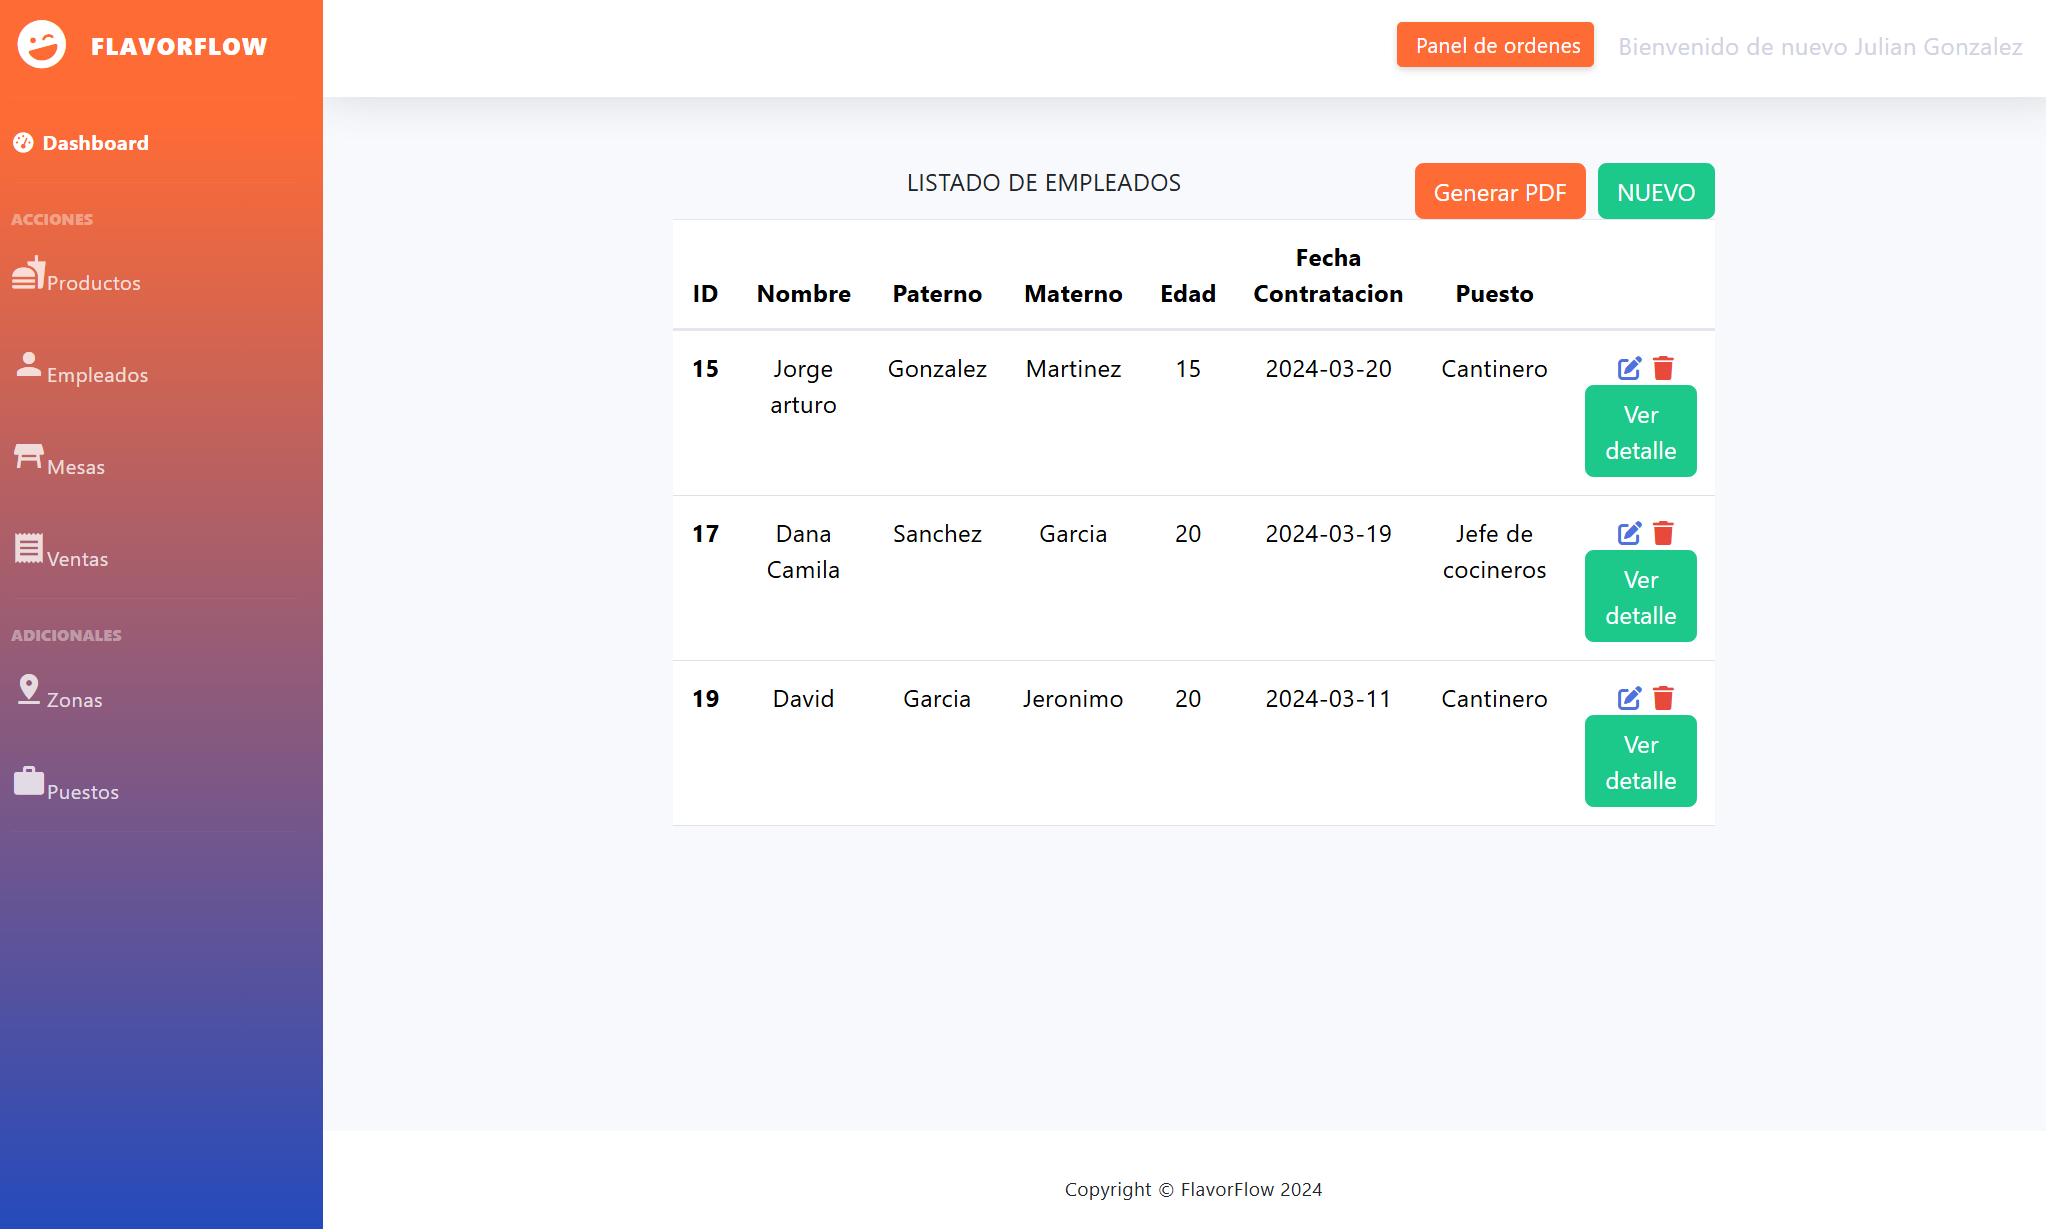 FLAVORFLOW
Dashboard
ACCIONES
Productos
Empleados
Mesas
Ventas
ADICIONALES
Zonas
Puestos
Panel de ordenes Bienvenido de nuevo Julian Gonzalez
LISTADO DE EMPLEADOS Generar PDF NUEVO
Fecha
ID Nombre Paterno Materno Edad Contratacion Puesto
15 Jorge Gonzalez Martinez 15 2024-03-20 Cantinero
arturo Ver
detalle
17 Dana Sanchez Garcia 20 2024-03-19 Jefe de
Camila cocineros Ver
detalle
19 David Garcia Jeronimo 20 2024-03-11 Cantinero
Ver
detalle
Copyright © FlavorFlow 2024